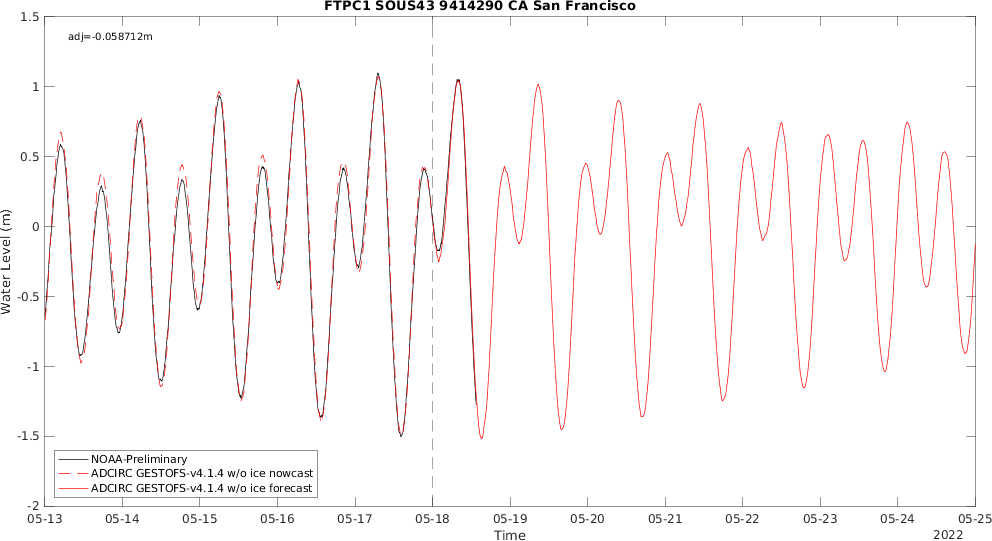 FTPC1 SOUS43 9414290 CA San Francisco
adj=-0.058712m
1.5
1
0.5
0
-0.5
-1
-1.5
-2
Water Level (m)
NOAA-Preliminary
ADCIRC GESTOFS-v4.1.4 w/o ice nowcast
ADCIRC GESTOFS-v4.1.4 w/o ice forecast
05-13 05-14 05-15 05-16 05-17 05-18 05-19 05-20 05-21 05-22 05-23 05-24 05-25
Time
2022